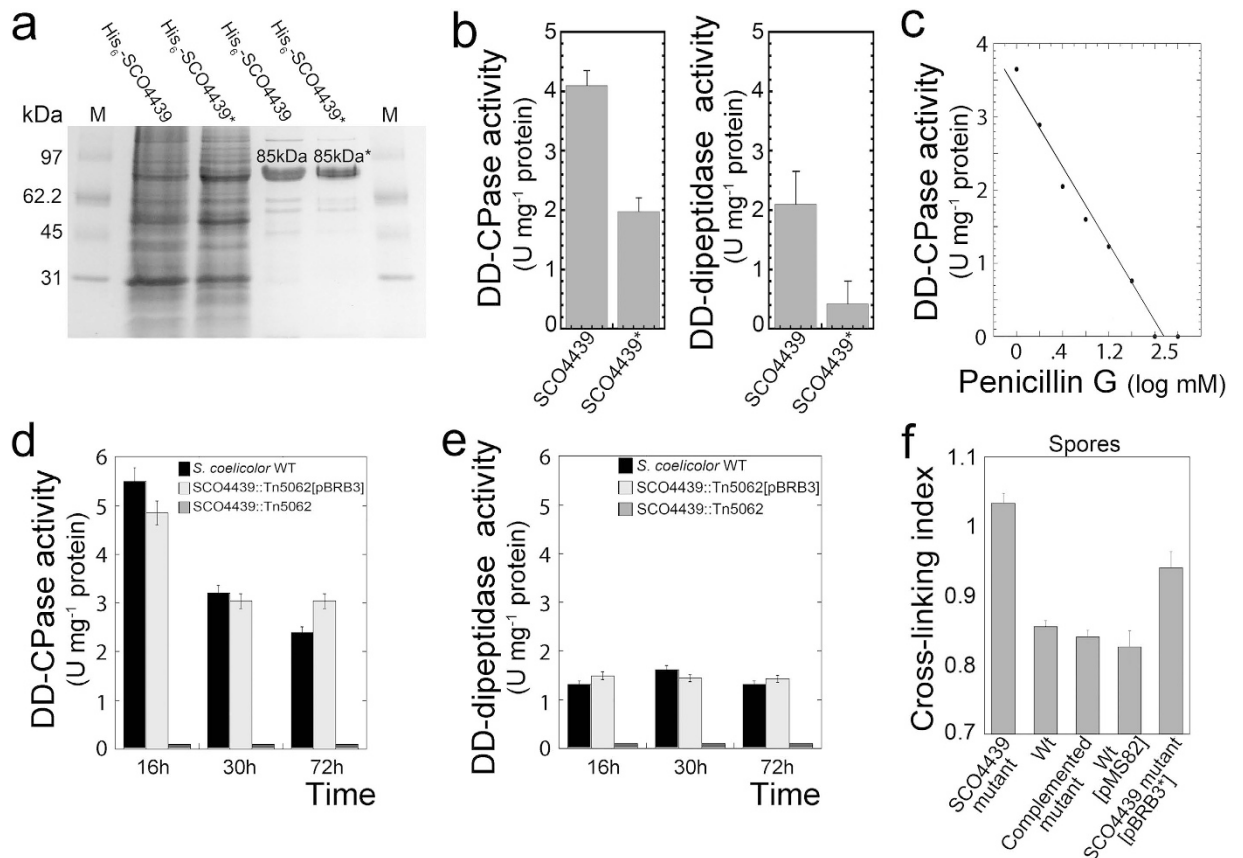 a
His6-SCO4439
His6-SCO4439*
His6-SCO4439
His6-SCO4439*
kDa
M
M
97
62.2
45
31
85kDa
85kDa*
b
DD-CPase activity
(U mg-1 protein)
5
4
3
2
1
0
SCO4439
SCO4439*
DD-dipeptidase activity
(U mg-1 protein)
5
4
3
2
1
0
SCO4439
SCO4439*
c
DD-CPase activity
(U mg-1 protein)
4
3
2
1
0
0 .4 1.2 2.5
Penicillin G (log mM)
d
DD-CPase activity
(U mg-1 protein)
6
5
4
3
2
1
0
S. coelicolor WT
SCO4439::Tn5062[pBRB3]
SCO4439::Tn5062
16h 30h 72h
Time
e
DD-dipeptidase activity
(U mg-1 protein)
6
5
4
3
2
1
0
S. coelicolor WT
SCO4439::Tn5062[pBRB3]
SCO4439::Tn5062
16h 30h 72h
Time
f
Spores
Cross-linking index
1.1
1
0.9
0.8
0.7
SCO4439
mutant
Wt
Complemented
mutant
Wt
[pMS82]
SCO4439 mutant
[pBRB3*]